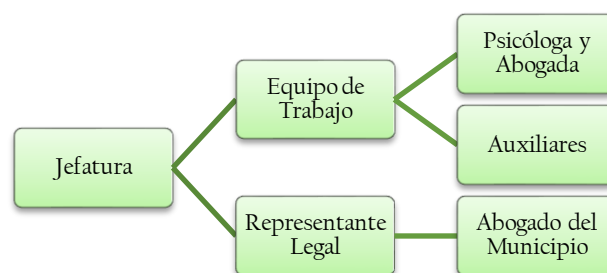 Jefatura
Equipo de
Trabajo
Psicóloga y
Abogada
Auxiliares
Representante
Legal
Abogado del
Municipio